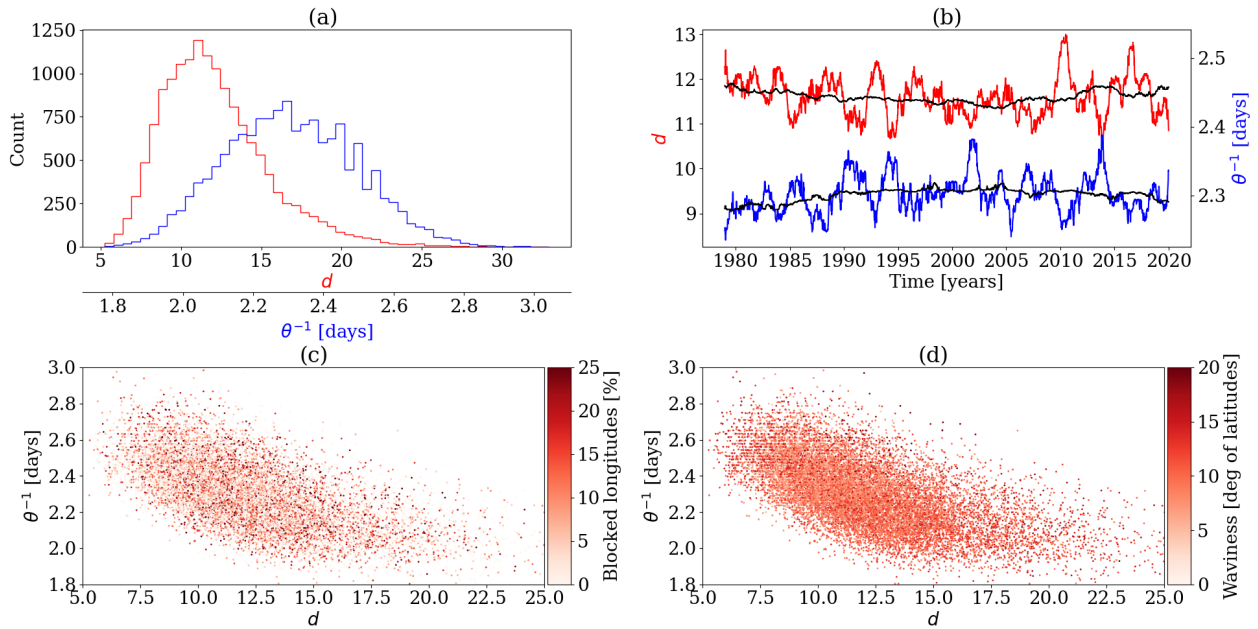 (a)
1250
1000
750
500
250
0
Count
5 10 15 20 25 30
d
1.8 2.0 2.2 2.4 2.6 2.8 3.0
θ⁻¹ [days]
(b)
13
12
11
10
9
d
2.5
2.4
2.3
θ⁻¹ [days]
1980 1985 1990 1995 2000 2005 2010 2015 2020
Time [years]
(c)
3.0
2.8
2.6
2.4
2.2
2.0
1.8
θ⁻¹ [days]
5.0 7.5 10.0 12.5 15.0 17.5 20.0 22.5 25.0
d
25
20
15
10
5
0
Blocked longitudes [%]
(d)
3.0
2.8
2.6
2.4
2.2
2.0
1.8
θ⁻¹ [days]
5.0 7.5 10.0 12.5 15.0 17.5 20.0 22.5 25.0
d
20
15
10
5
0
Waviness [deg of latitudes]